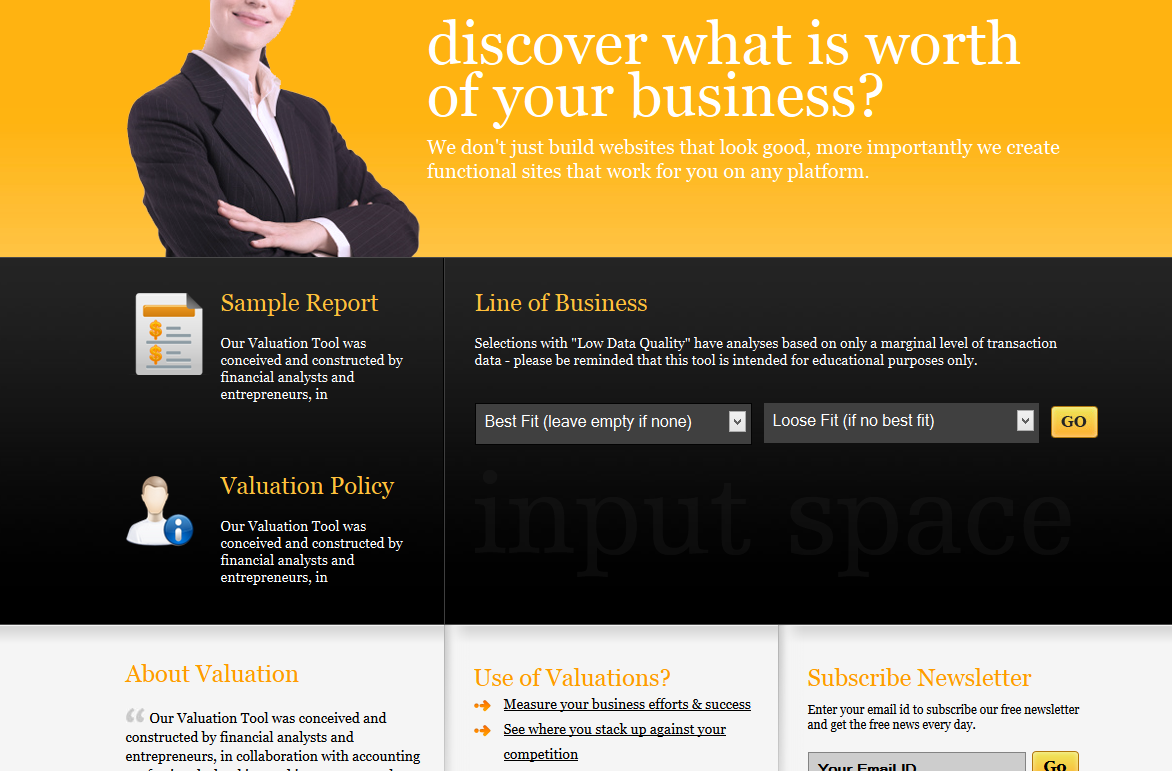 discover what is worth
of your business?
We don't just build websites that look good, more importantly we create
functional sites that work for you on any platform.
Sample Report
Our Valuation Tool was
conceived and constructed by
financial analysts and
entrepreneurs, in
Valuation Policy
Our Valuation Tool was
conceived and constructed by
financial analysts and
entrepreneurs, in
Line of Business
Selections with "Low Data Quality" have analyses based on only a marginal level of transaction
data - please be reminded that this tool is intended for educational purposes only.
Best Fit (leave empty if none)
Loose Fit (if no best fit)
GO
input space
About Valuation
“ Our Valuation Tool was conceived and
constructed by financial analysts and
entrepreneurs, in collaboration with accounting
Use of Valuations?
Measure your business efforts & success
See where you stack up against your
competition
Subscribe Newsletter
Enter your email id to subscribe our free newsletter
and get the free news every day.
Your Email ID
Go